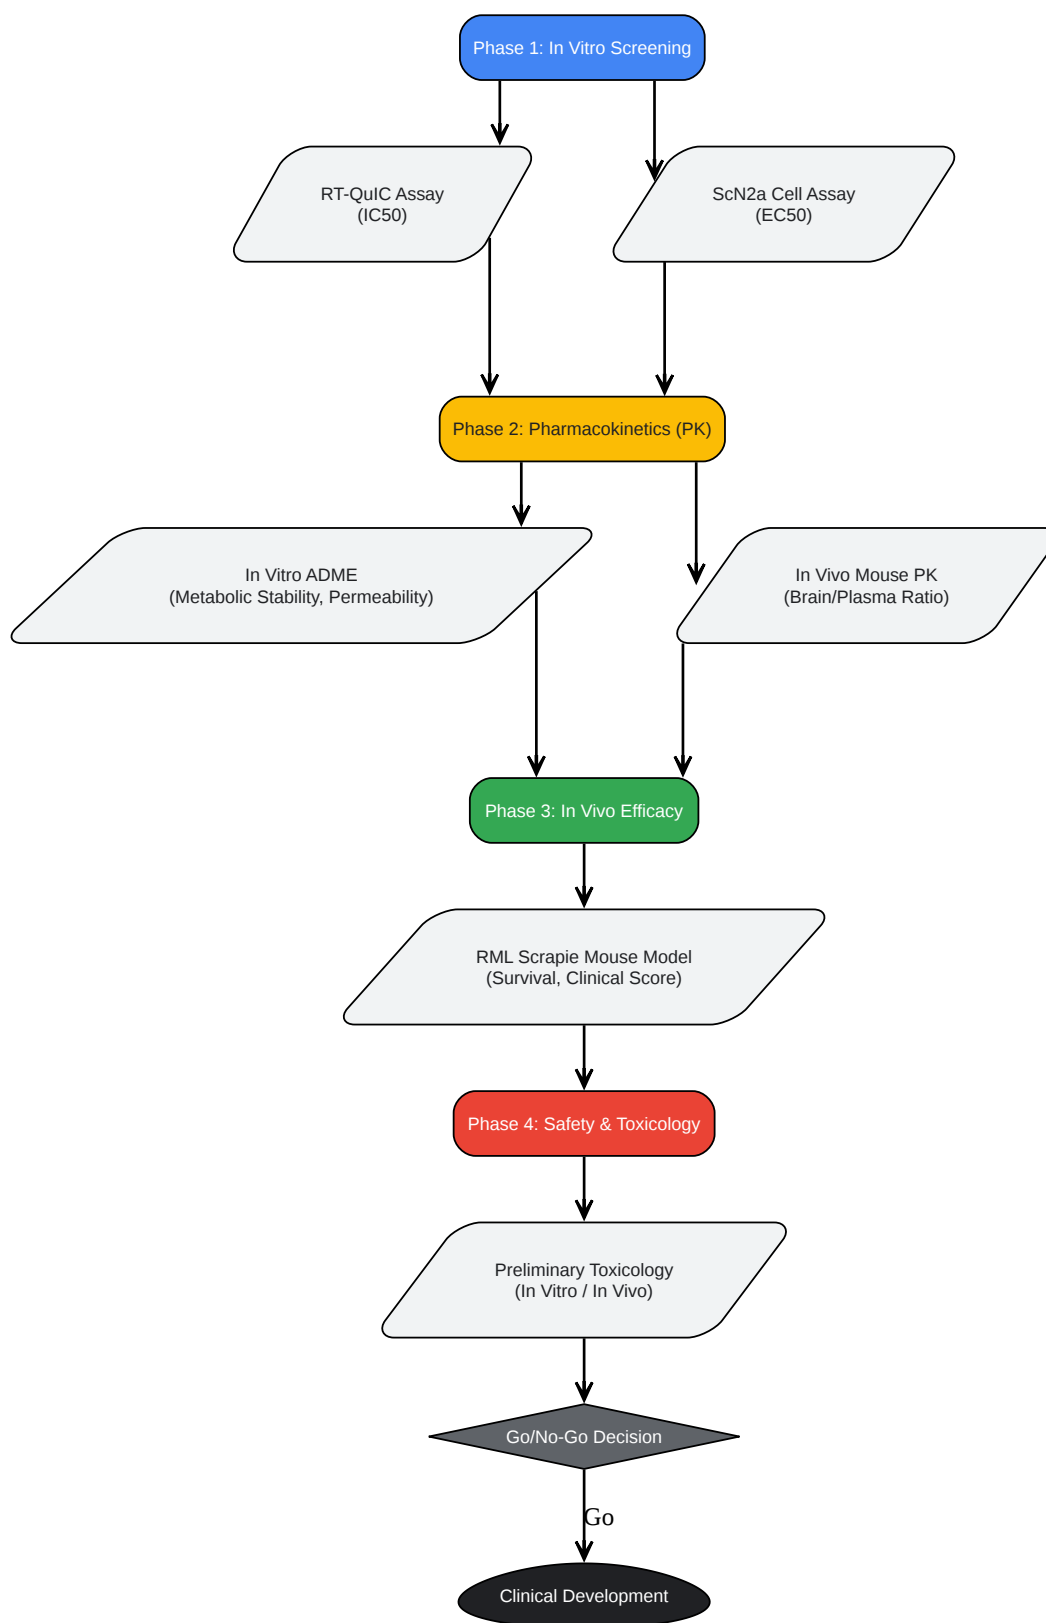 Phase 1: In Vitro Screening
RT-QuIC Assay
(IC50)
ScN2a Cell Assay
(EC50)
Phase 2: Pharmacokinetics (PK)
In Vitro ADME
(Metabolic Stability, Permeability)
In Vivo Mouse PK
(Brain/Plasma Ratio)
Phase 3: In Vivo Efficacy
RML Scrapie Mouse Model
(Survival, Clinical Score)
Phase 4: Safety & Toxicology
Preliminary Toxicology
(In Vitro / In Vivo)
Go/No-Go Decision
Go
Clinical Development